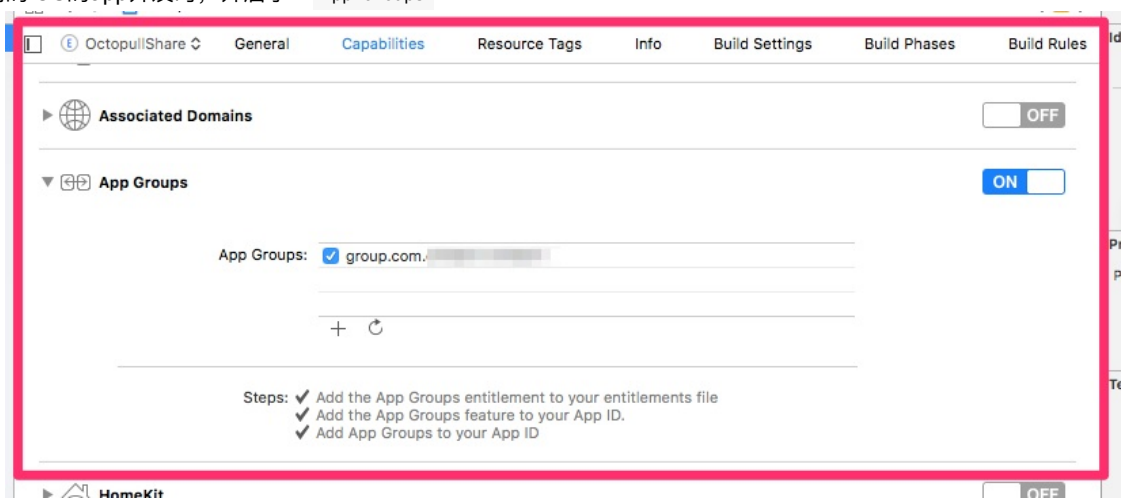 OctopullShare General Capabilities Resource Tags Info Build Settings Build Phases Build Rules
Associated Domains OFF
App Groups ON
App Groups: group.com.
Steps: ✔ Add the App Groups entitlement to your entitlements file
✔ Add the App Groups feature to your App ID.
✔ Add App Groups to your App ID
HomeKit OFF